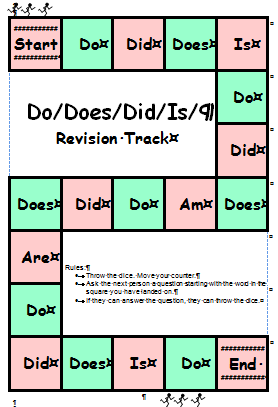 ##########
Start Do¤ Did¤ Does¤ Is¤
##########
Do¤
Do/Does/Did/Is/¶
Revision·Track¤
Did¤
Does¤ Did¤ Do¤ Am¤ Does¤
Are¤
Rules:¶
Throw the dice. Move your counter.¶
Ask the next person a question starting with the word in the
square you have landed on.¶
If they can answer the question, they can throw the dice.¤
Do¤
##########
Did¤ Does¤ Is¤ Do¤ End·
##########
¶
¶